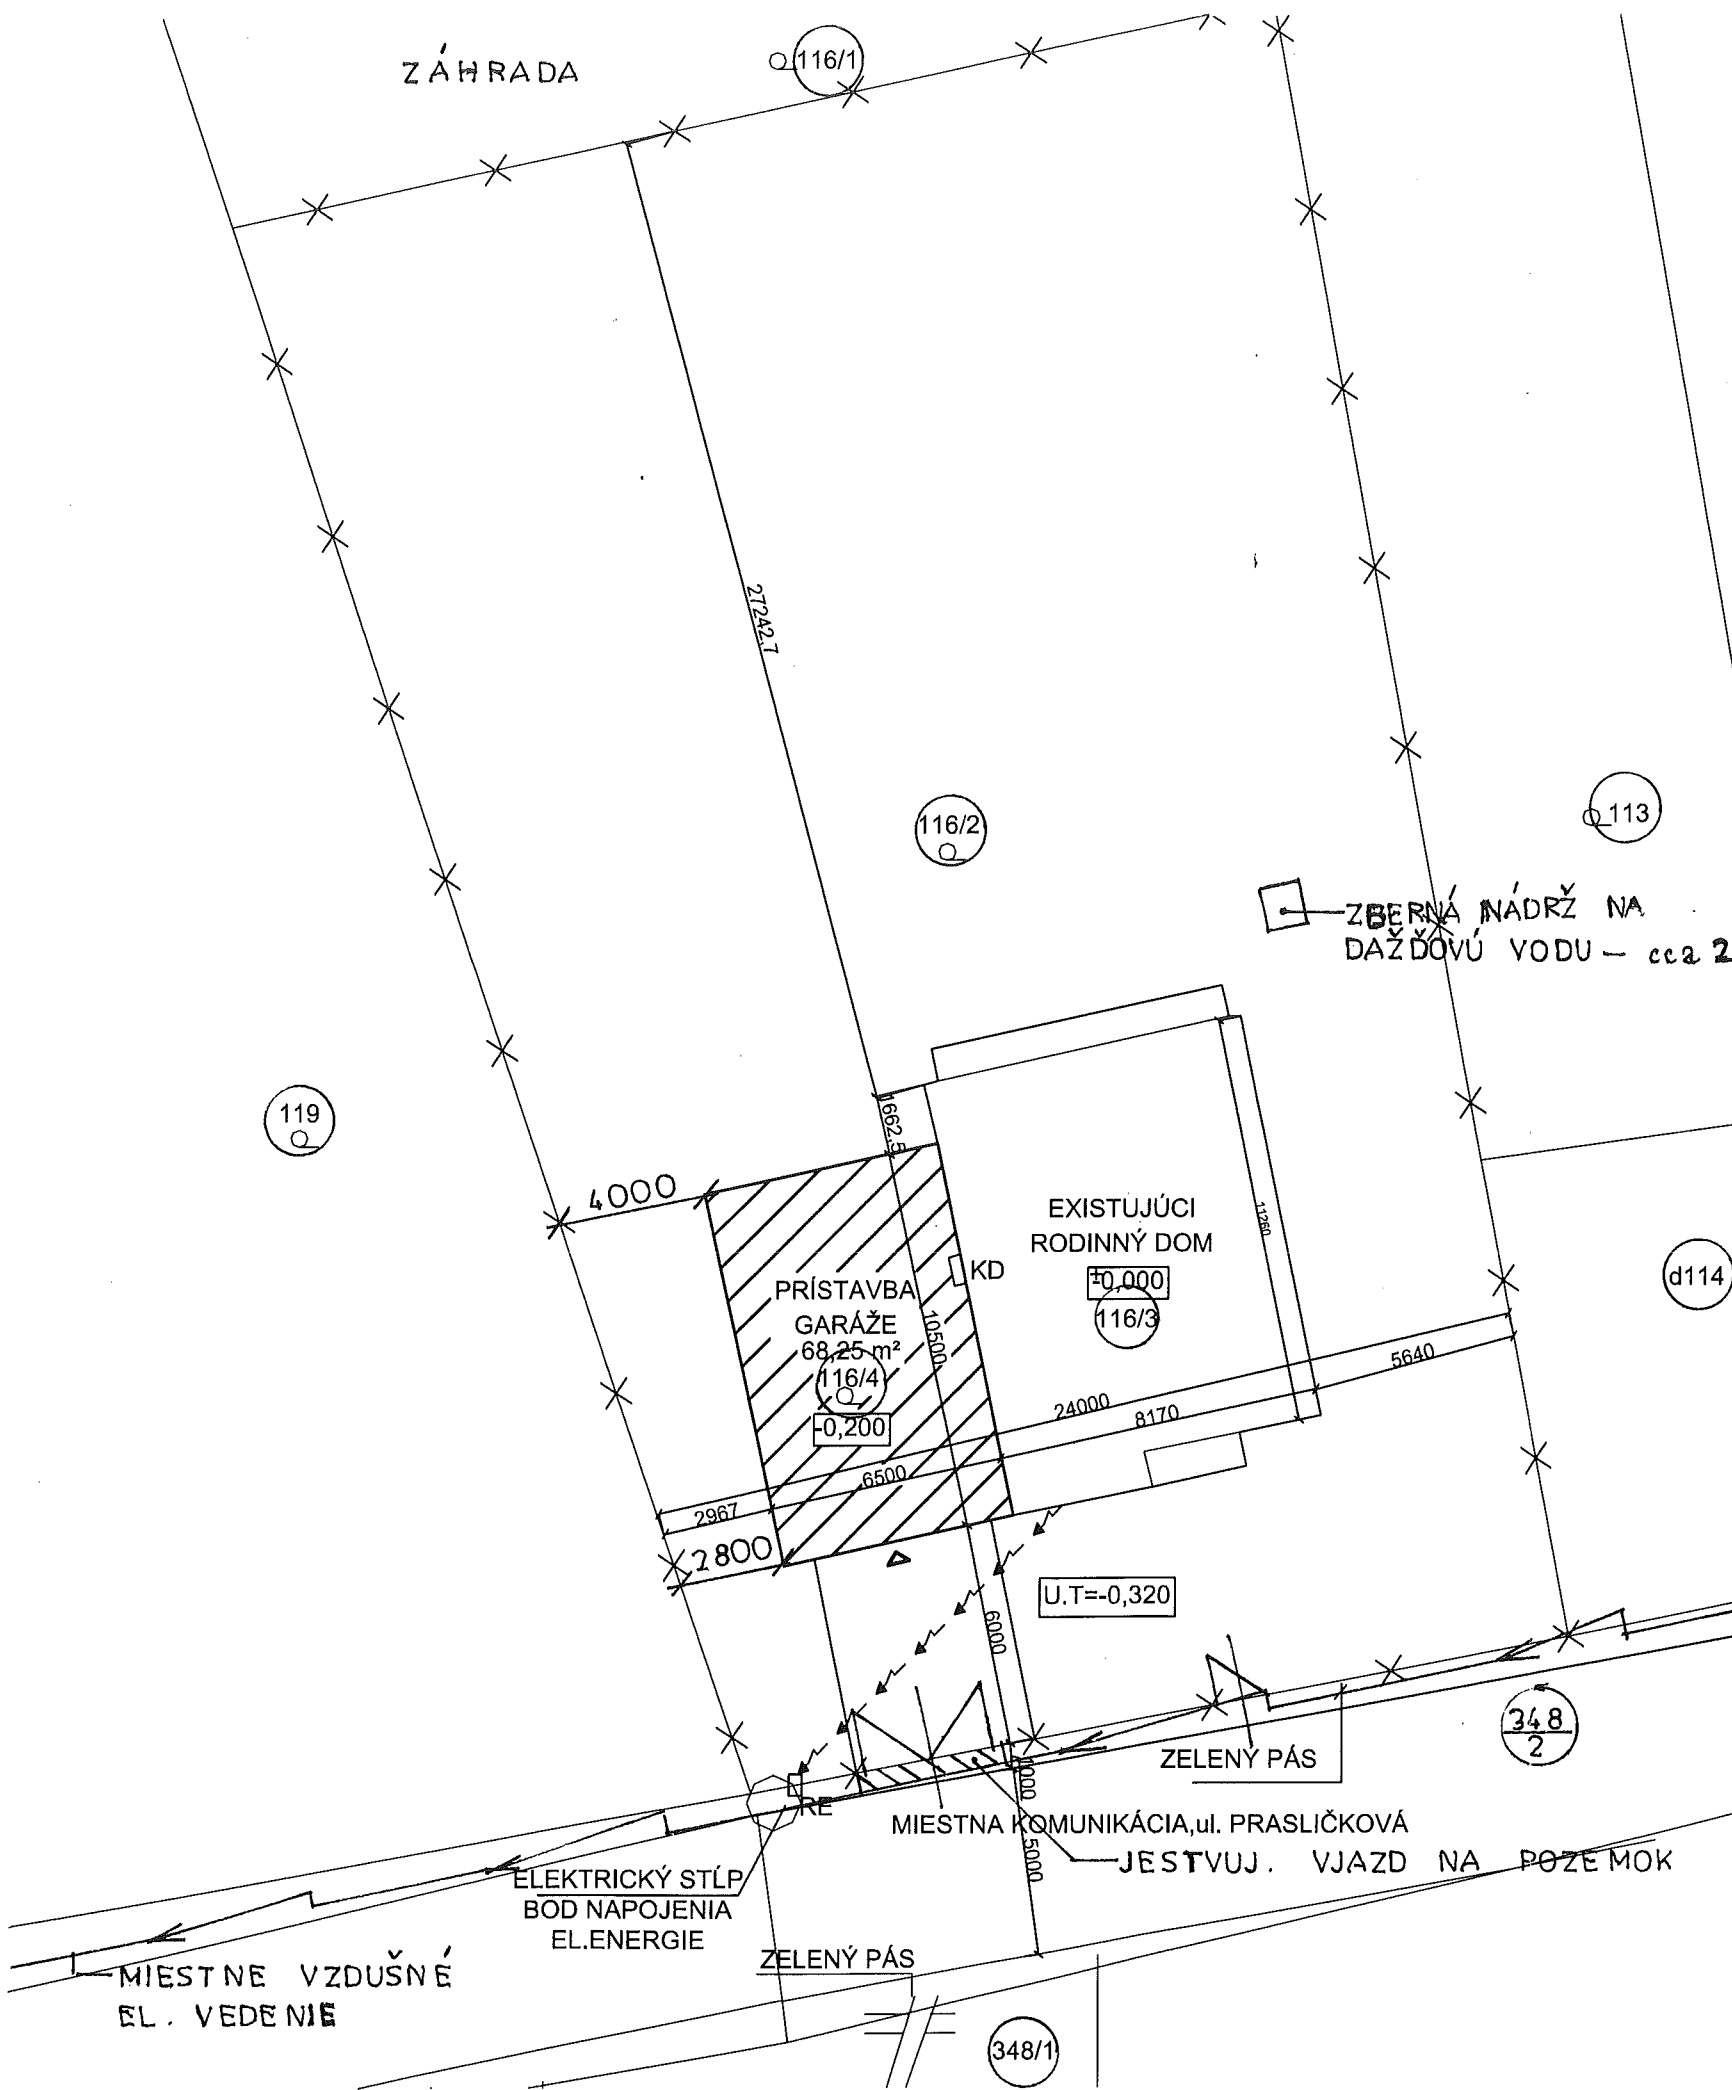 ZÁHRADA
116/1
27242,7
116/2
113
ZBERNÁ NÁDRŽ NA
DAŽĎOVÚ VODU – cca 2
119
1662,5
4000
EXISTUJÚCI
RODINNÝ DOM
±0,000
116/3
11260
KD
d114
PRÍSTAVBA
GARÁŽE
68,25 m²
116/4
-0,200
10500
5640
24000
8170
6500
2967
2800
U.T=-0,320
6000
348
2
ZELENÝ PÁS
1000
RE
MIESTNA KOMUNIKÁCIA,ul. PRASLIČKOVÁ
JESTVUJ. VJAZD NA POZEMOK
5000
ELEKTRICKÝ STĹP
BOD NAPOJENIA
EL.ENERGIE
ZELENÝ PÁS
MIESTNE VZDUŠNÉ
EL. VEDENIE
348/1